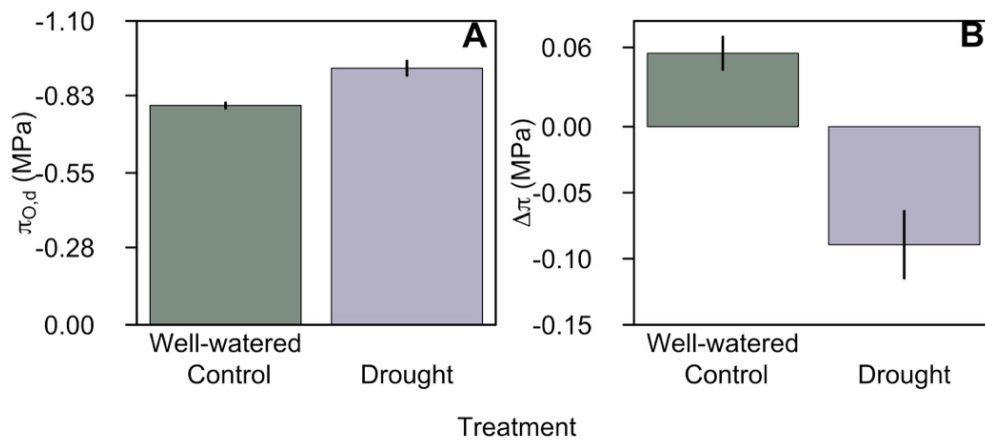 A
-1.10
-0.83
-0.55
-0.28
0.00
πO,d (MPa)
Well-watered
Control
Drought
B
0.06
0.00
-0.05
-0.10
-0.15
Δπ (MPa)
Well-watered
Control
Drought
Treatment